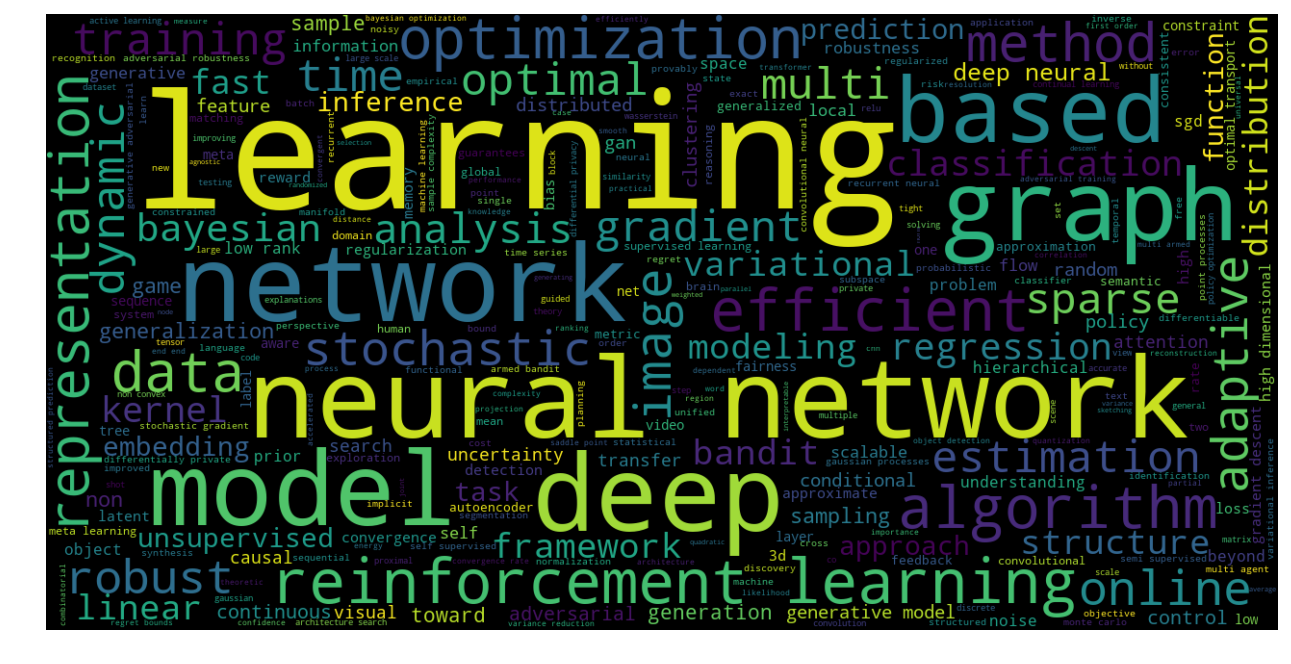 active learning
measure
bayesian optimization
noisy
efficiently
application
inverse
first order
training
sample
optimization
prediction
method
constraint
recognition adversarial robustness
information
large scale
robustness
error
generative
fast
time
optimal
empirical
provably
space
regularized
transformer
multi
deep neural
without
function
consistent
optimal transport
universal
distribution
dataset
feature
inference
batch
distributed
exact
state
generalized
local
risk
resolution
continual learning
based
sgd
representation
dynamic
generative adversarial
learn
meta
matching
improving
learning
recurrent
convergent
machine learning
sample complexity
case
wasserstein
smooth
gan
neural
clustering
reasoning
relu
convolutional neural
classification
descent
new
agnostic
selection
testing
reward
randomized
global
memory
guarantees
performance
point
single
practical
similarity
bias
block
differential privacy
recurrent neural
adversarial training
graph
constrained
manifold
distance
knowledge
tight
set
solving
free
temporal
multi armed
bayesian
analysis
gradient
domain
low rank
regularization
large
time series
supervised learning
regret
one
approximation
correlation
high
point processes
policy optimization
high dimensional
adaptive
game
network
generating
guided
net
image
variational
brain
parallel
weighted
subspace
private
probabilistic
classifier
problem
flow
random
semantic
efficient
sparse
sequence
system
explanations
node
theory
generalization
perspective
human
bound
ranking
metric
policy
differentiable
tensor
end end
language
code
aware
stochastic
order
modeling
cnn
regression
attention
view
reconstruction
data
non convex
label
process
functional
armed bandit
fairness
dependent
hierarchical
accurate
rate
neural network
kernel
complexity
planning
step
word
region
unified
multiple
interpretable
scene
text
variance
sketching
general
structured prediction
stochastic gradient
accelerated
projection
mean
tree
embedding
search
cost
saddle point
statistical
video
object detection
quantization
two
differentially private
prior
exploration
uncertainty
detection
transfer
bandit
scalable
gaussian processes
estimation
gradient descent
variational inference
improved
shot
non
model
deep
conditional
understanding
identification
partial
implicit
joint
task
autoencoder
segmentation
approximate
algorithm
latent
sampling
importance
loss
meta learning
unsupervised
convergence
self
layer
structure
matrix
object
causal
sequential
energy
self supervised
quadratic
framework
3d
cross
approach
feedback
convolutional
semi supervised
beyond
synthesis
proximal
convergence rate
normalization
architecture
discovery
scale
multi agent
combinatorial
robust
theoretic
reinforcement learning
machine
likelihood
online
average
gaussian
linear
continuous
visual
toward
adversarial
generation
generative model
discrete
objective
regret bounds
confidence
architecture search
variance reduction
convolution
structured
noise
monte carlo
control
low